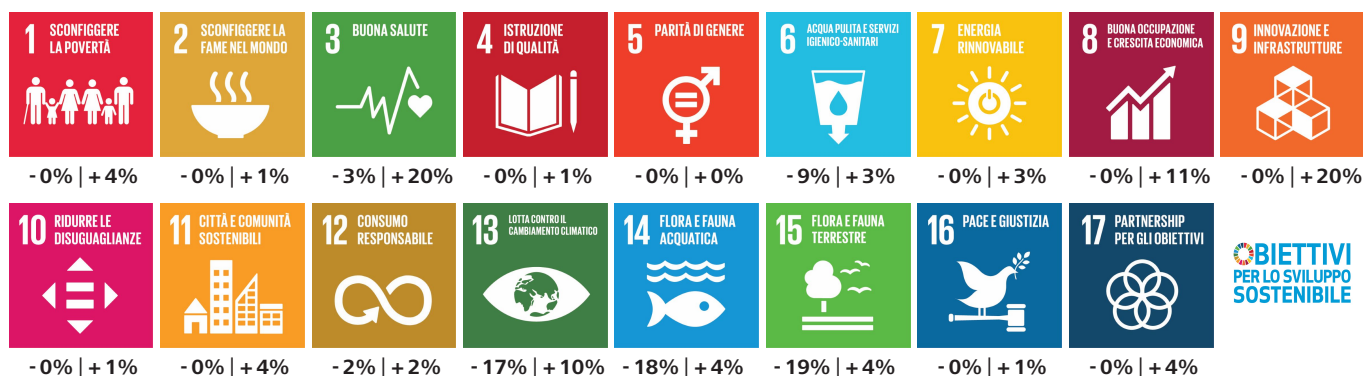 1 SCONFIGGERE
LA POVERTÀ
2 SCONFIGGERE LA
FAME NEL MONDO
3 BUONA SALUTE
4 ISTRUZIONE
DI QUALITÀ
5 PARITÀ DI GENERE
6 ACQUA PULITA E SERVIZI
IGIENICO-SANITARI
7 ENERGIA
RINNOVABILE
8 BUONA OCCUPAZIONE
E CRESCITA ECONOMICA
9 INNOVAZIONE E
INFRASTRUTTURE
-0% | +4%
-0% | +1%
-3% | +20%
-0% | +1%
-0% | +0%
-9% | +3%
-0% | +3%
-0% | +11%
-0% | +20%
10 RIDURRE LE
DISUGUAGLIANZE
11 CITTÀ E COMUNITÀ
SOSTENIBILI
12 CONSUMO
RESPONSABILE
13 LOTTA CONTRO IL
CAMBIAMENTO CLIMATICO
14 FLORA E FAUNA
ACQUATICA
15 FLORA E FAUNA
TERRESTRE
16 PACE E GIUSTIZIA
17 PARTNERSHIP
PER GLI OBIETTIVI
OBIETTIVI
PER LO SVILUPPO
SOSTENIBILE
-0% | +1%
-0% | +4%
-2% | +2%
-17% | +10%
-18% | +4%
-19% | +4%
-0% | +1%
-0% | +4%